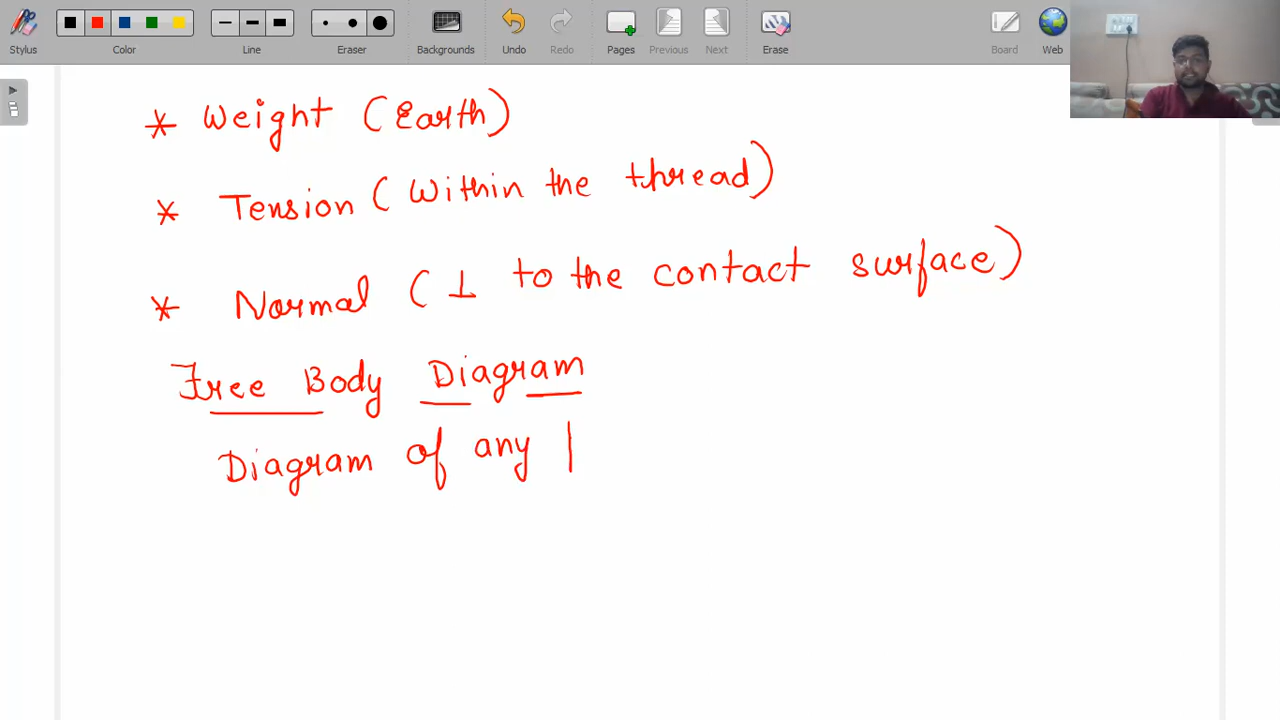 Stylus Color Line Eraser Backgrounds Undo Redo Pages Previous Next Erase Board Web
* Weight (Earth)
* Tension (Within the thread)
* Normal (⊥ to the contact surface)
Free Body Diagram
Diagram of any